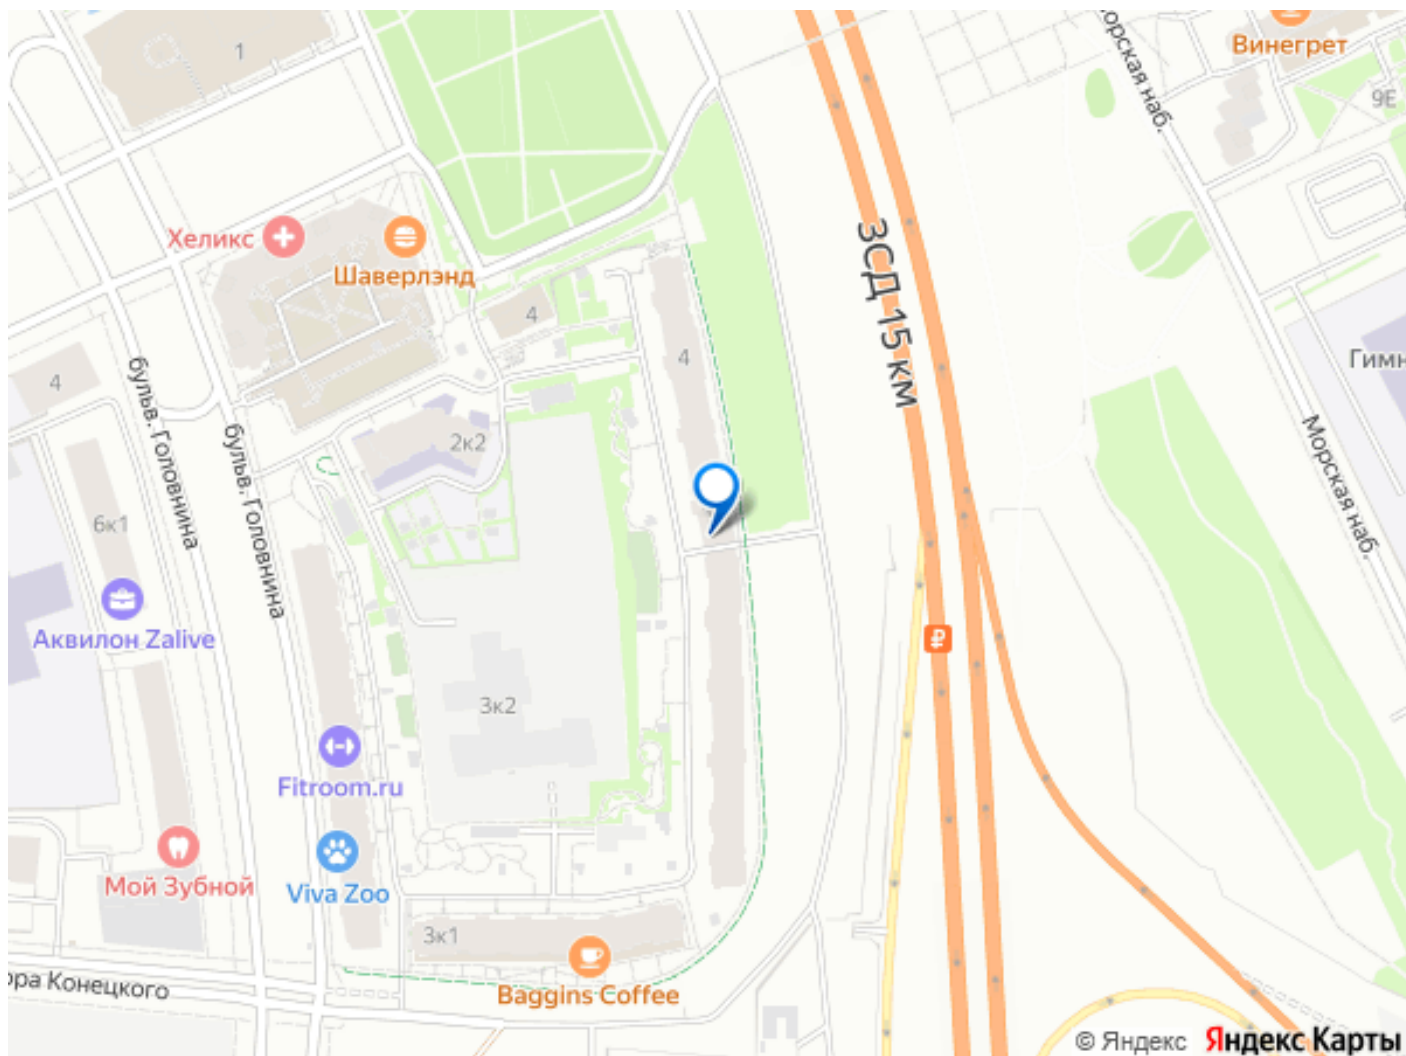 Винегрет
Морская наб.
9Е
1
Хеликс
Шаверлэнд
ЗСД 15 км
4
4
4
бульв. Головнина
бульв. Головнина
2к2
6к1
Гимн
Морская наб.
Аквилон Zalive
3к2
Fitroom.ru
Мой Зубной
Viva Zoo
3к1
Baggins Coffee
ора Конецкого
© Яндекс Яндекс Карты